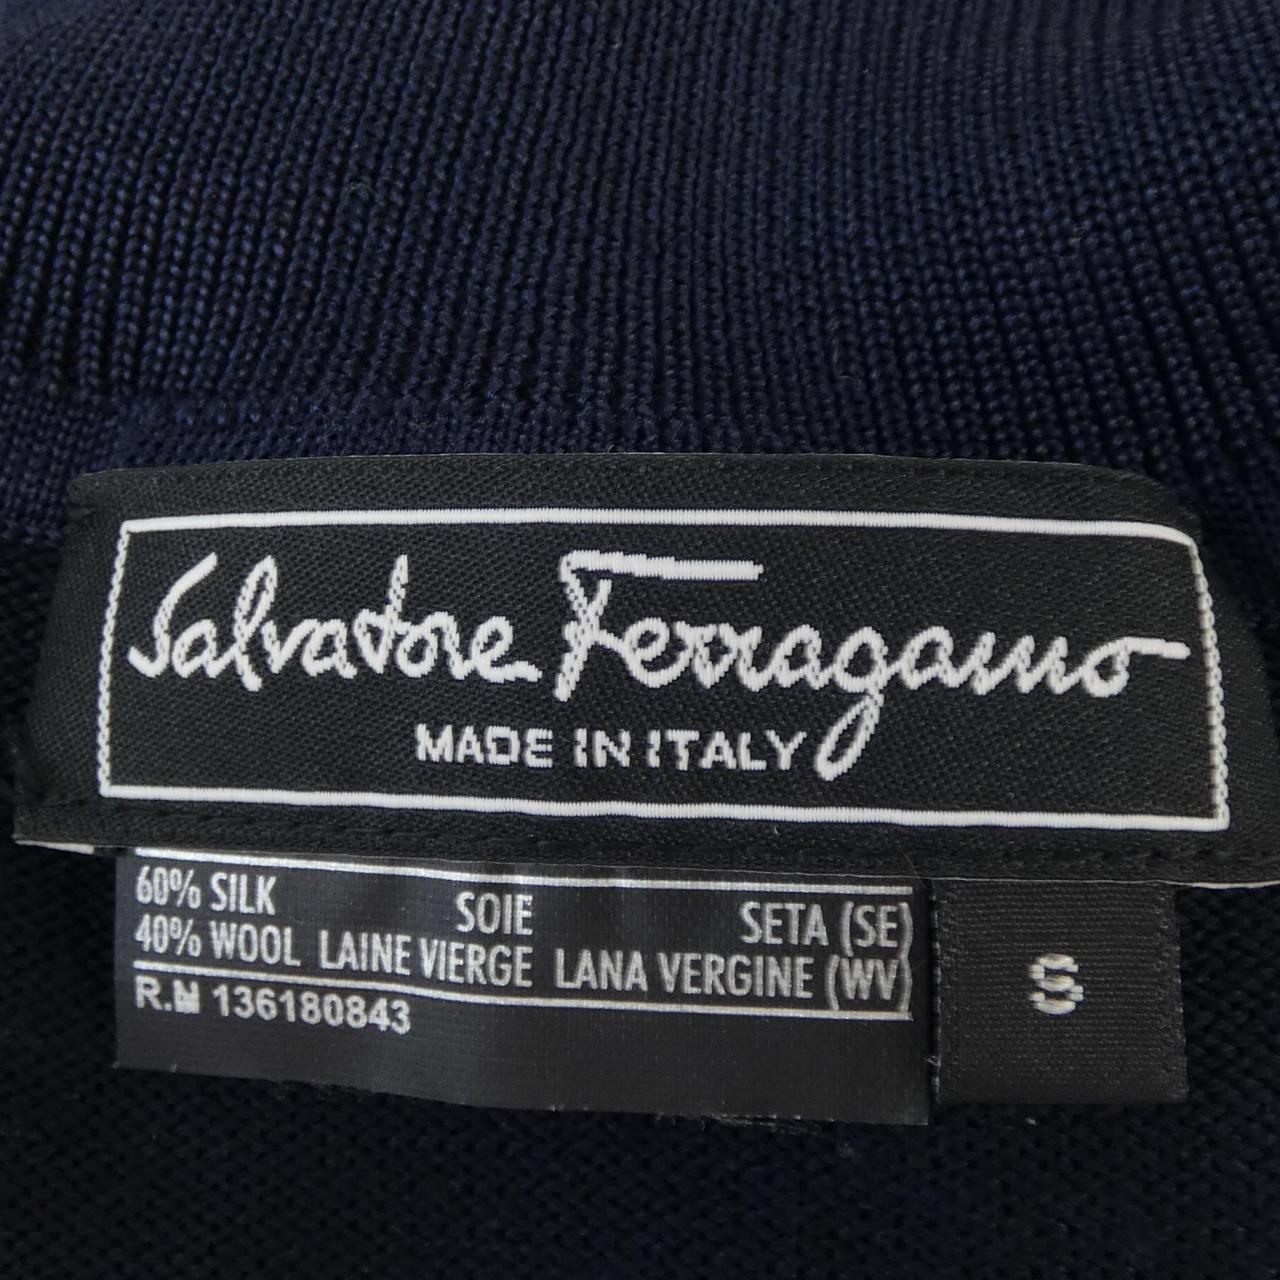 Salvatore Ferragamo
MADE IN ITALY
60% SILK SOIE SETA (SE)
40% WOOL LAINE VIERGE LANA VERGINE (WV)
R.N 136180843
S